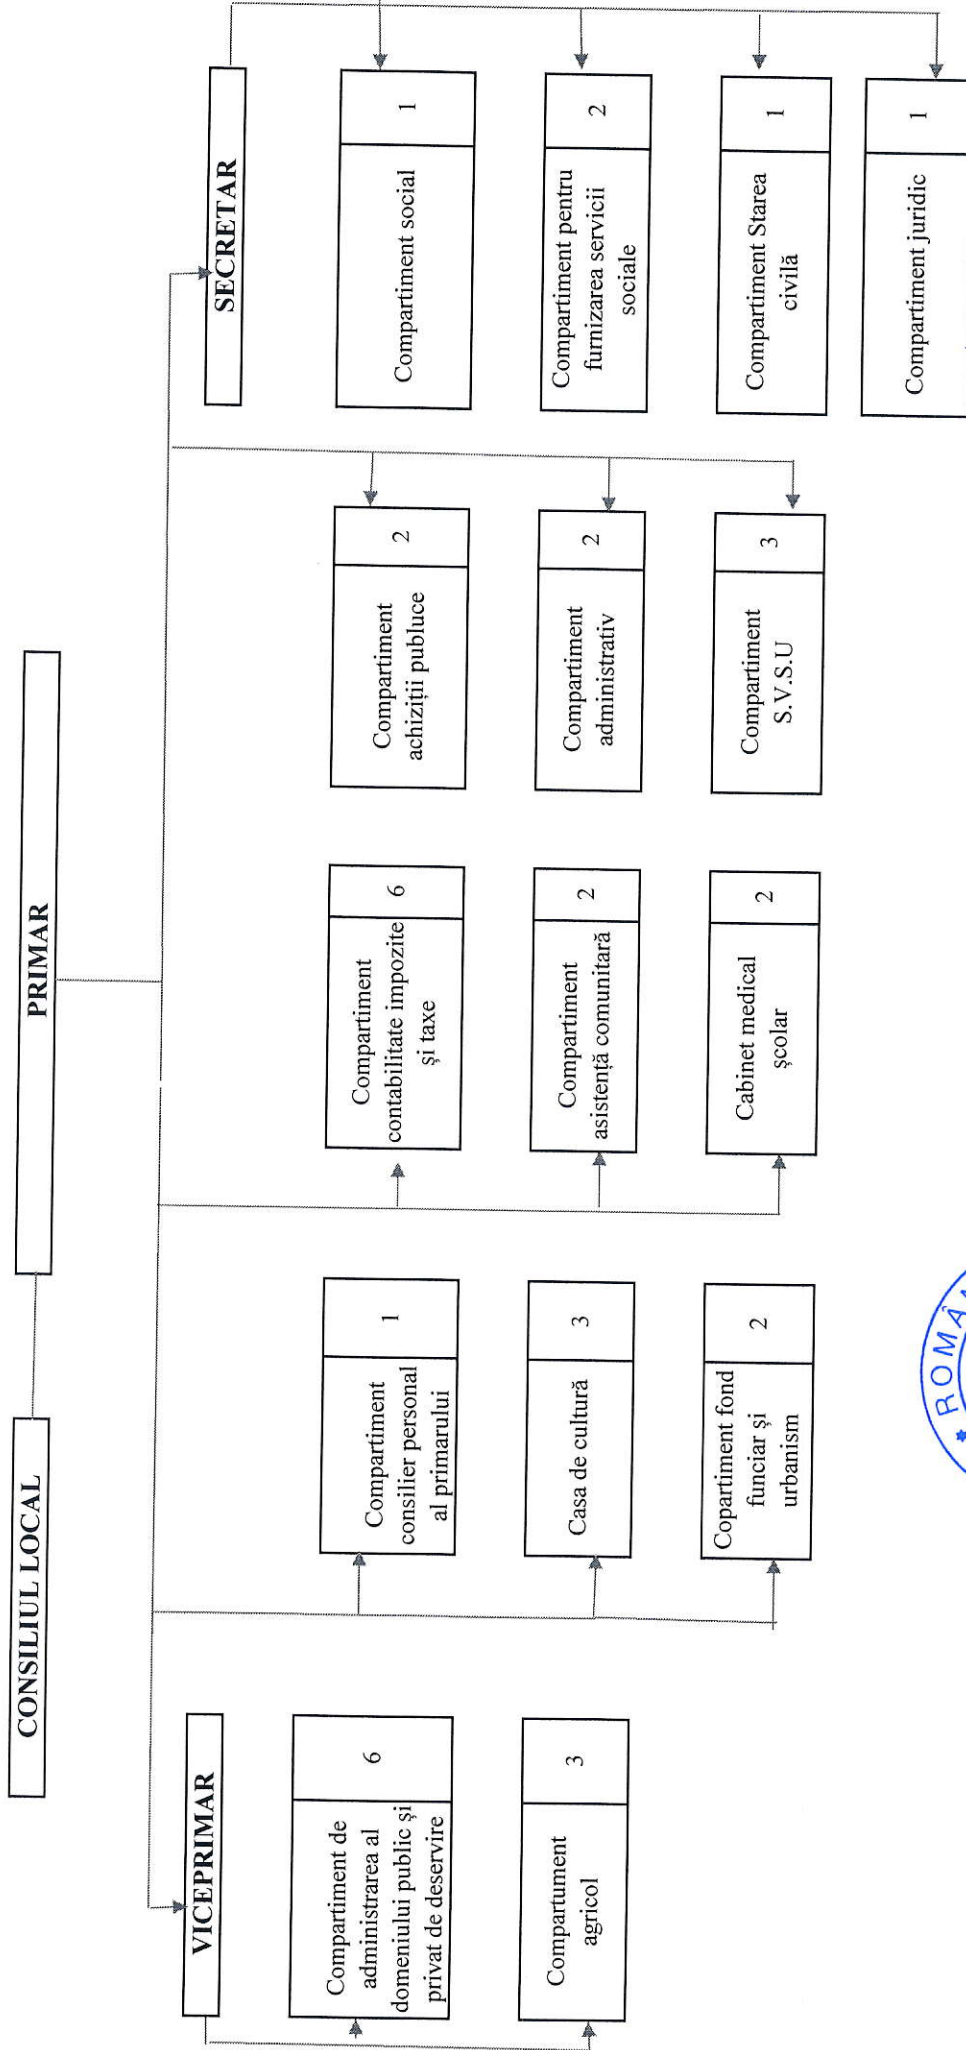 CONSILIUL LOCAL
PRIMAR
VICEPRIMAR
SECRETAR
Compartiment de
administrarea al
domeniului public și
privat de deservire
6
Compartument
agricol
3
Compartiment
consilier personal
al primarului
1
Casa de cultură
3
Copartiment fond
funciar și
urbanism
2
Compartiment
contabilitate impozite
și taxe
6
Compartiment
asistență comunitară
2
Cabinet medical
școlar
2
Compartiment
achiziții publuce
2
Compartiment
administrativ
2
Compartiment
S.V.S.U
3
Compartiment social
1
Compartiment pentru
furnizarea servicii
sociale
2
Compartiment Starea
civilă
1
Compartiment juridic
1